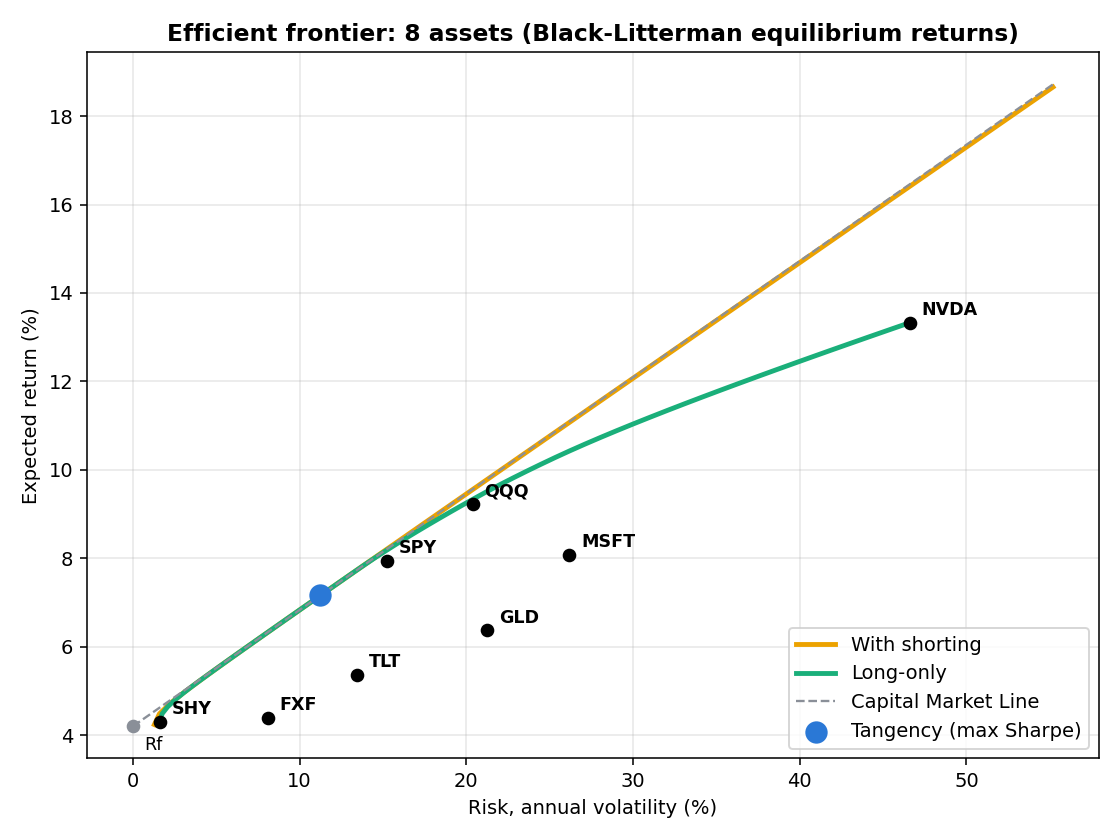 Efficient frontier: 8 assets (Black-Litterman equilibrium returns)
Expected return (%)
18
16
14
12
10
8
6
4
NVDA
QQQ
SPY
MSFT
GLD
TLT
SHY
FXF
Rf
With shorting
Long-only
Capital Market Line
Tangency (max Sharpe)
0
10
20
30
40
50
Risk, annual volatility (%)